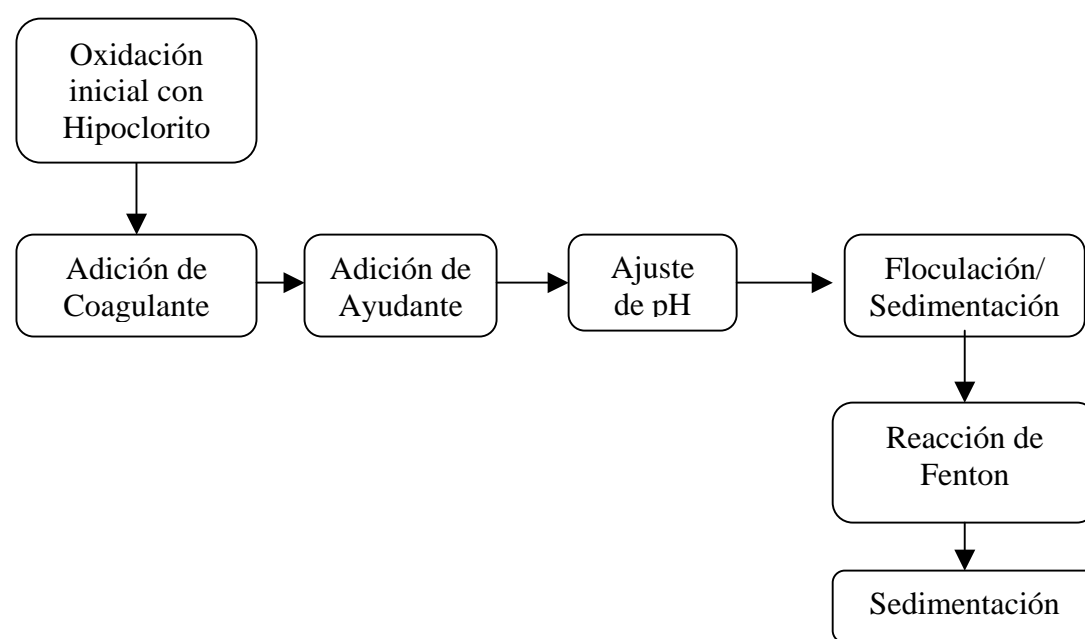 Oxidación
inicial con
Hipoclorito
Adición de
Coagulante
Adición de
Ayudante
Ajuste
de pH
Floculación/
Sedimentación
Reacción de
Fenton
Sedimentación